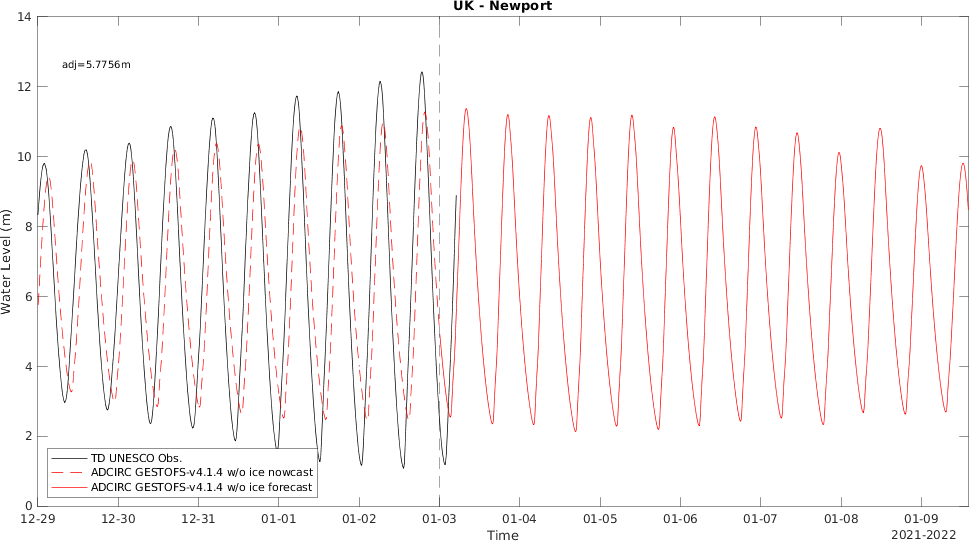 UK - Newport
14
12
10
8
6
4
2
0
Water Level (m)
adj=5.7756m
TD UNESCO Obs.
ADCIRC GESTOFS-v4.1.4 w/o ice nowcast
ADCIRC GESTOFS-v4.1.4 w/o ice forecast
12-29 12-30 12-31 01-01 01-02 01-03 01-04 01-05 01-06 01-07 01-08 01-09
Time
2021-2022